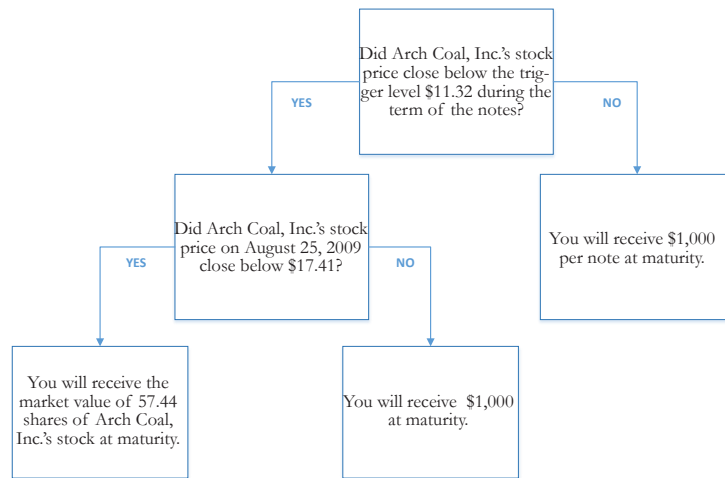 Did Arch Coal, Inc.'s stock
price close below the trig-
ger level $11.32 during the
term of the notes?
YES
NO
Did Arch Coal, Inc.'s stock
price on August 25, 2009
close below $17.41?
You will receive $1,000
per note at maturity.
YES
NO
You will receive the
market value of 57.44
shares of Arch Coal,
Inc.'s stock at maturity.
You will receive $1,000
at maturity.